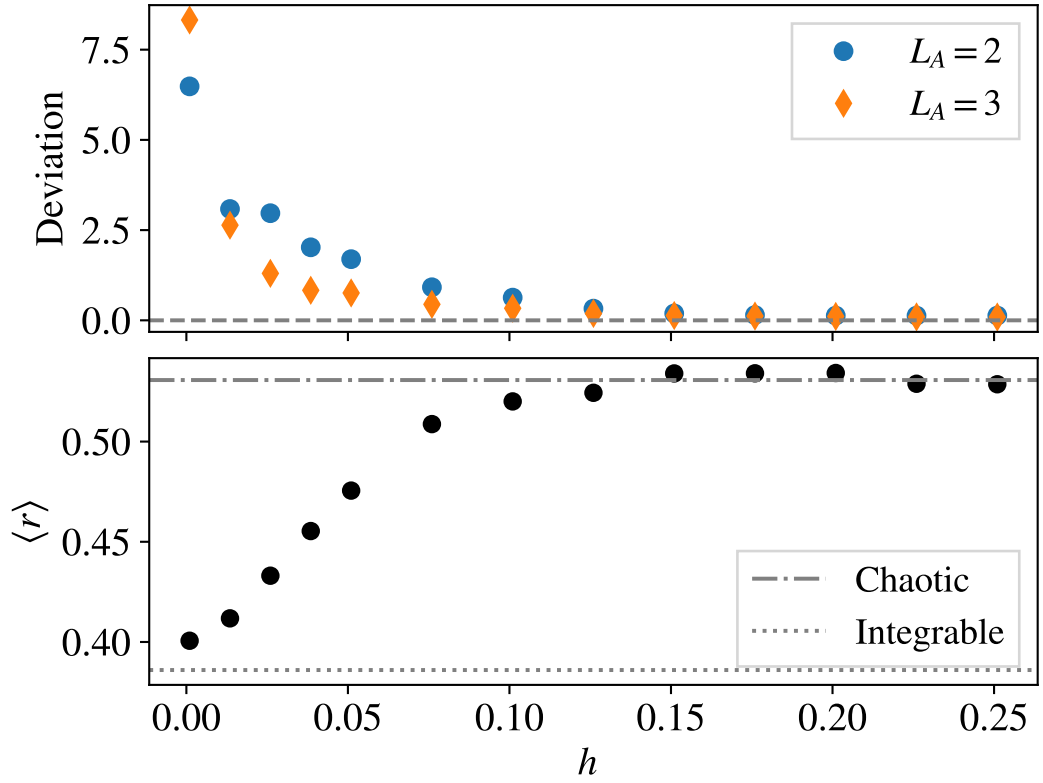 Deviation
7.5
5.0
2.5
0.0
L_A = 2
L_A = 3
⟨r⟩
0.50
0.45
0.40
Chaotic
Integrable
0.00 0.05 0.10 0.15 0.20 0.25
h